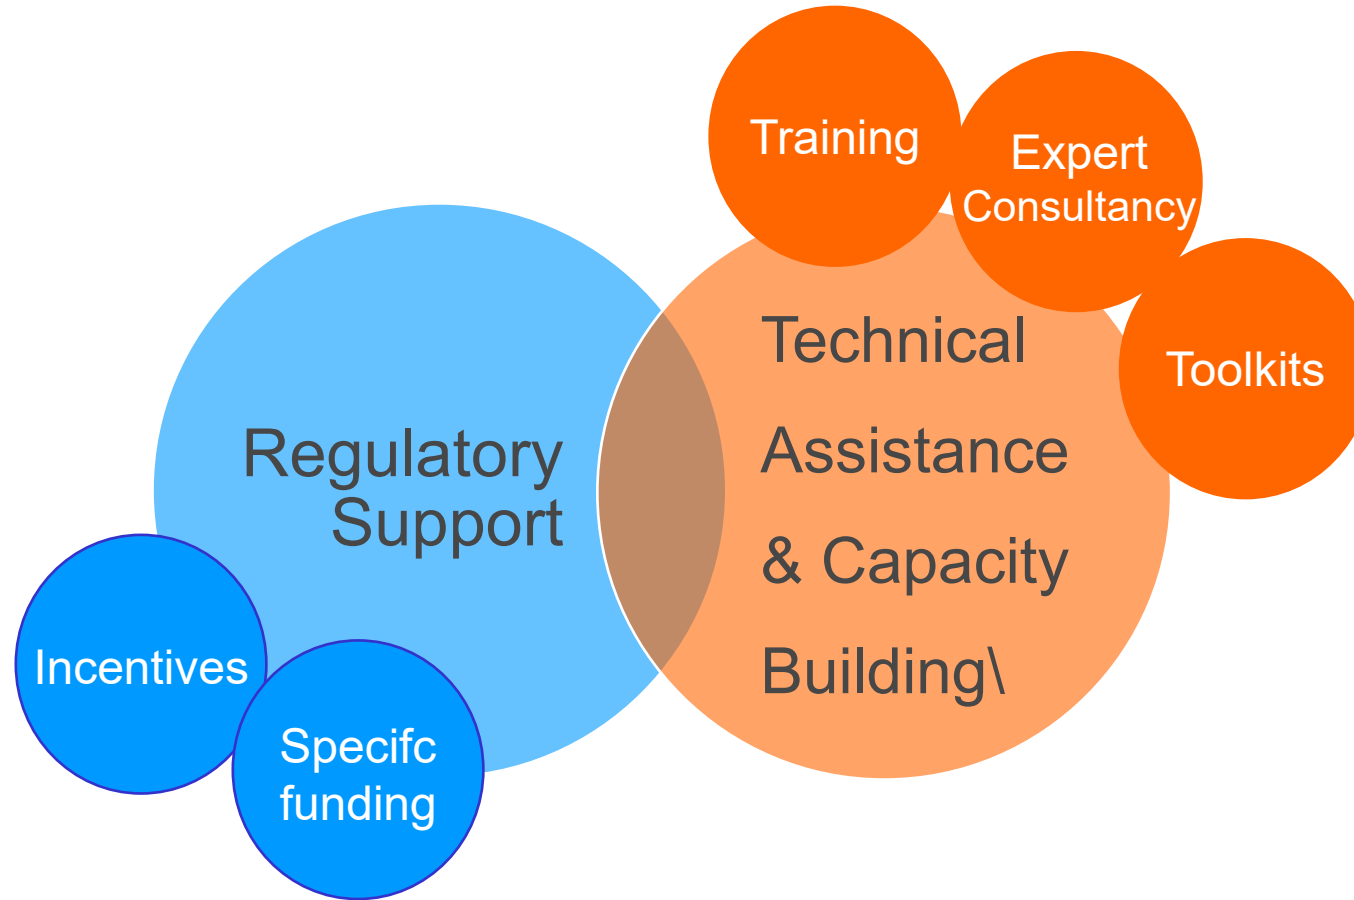 Training
Expert
Consultancy
Toolkits
Technical
Assistance
& Capacity
Building\
Regulatory
Support
Incentives
Specifc
funding